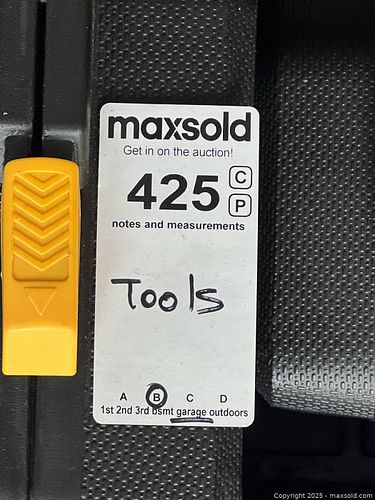 maxsold
Get in on the auction!
425 C
P
notes and measurements
Tools
A B C D
1st 2nd 3rd bsmt garage outdoors
Copyright © 2025 - maxsold.com